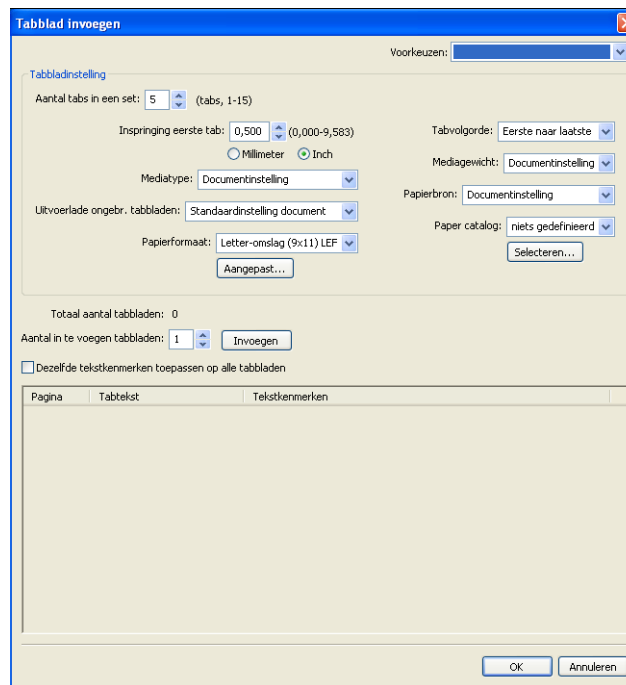 Tabblad invoegen
Voorkeuzen:
Tabbladinstelling
Aantal tabs in een set: 5 (tabs, 1-15)
Inspringing eerste tab: 0,500 (0,000-9,583)
Tabvolgorde: Eerste naar laatste
Millimeter Inch
Mediagewicht: Documentinstelling
Mediatype: Documentinstelling
Papierbron: Documentinstelling
Uitvoerlade ongebr. tabbladen: Standaardinstelling document
Paper catalog: niets gedefinieerd
Papierformaat: Letter-omslag (9x11) LEF
Selecteren...
Aangepast...
Totaal aantal tabbladen: 0
Aantal in te voegen tabbladen: 1 Invoegen
Dezelfde tekstkenmerken toepassen op alle tabbladen
Pagina Tabtekst Tekstkenmerken
OK Annuleren